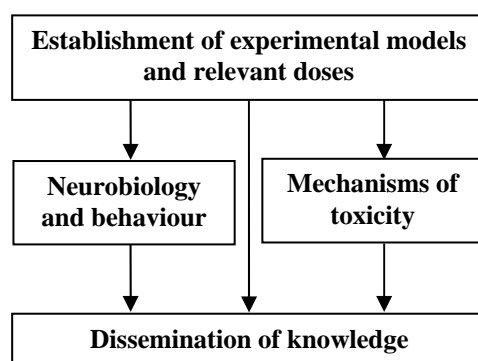 Establishment of experimental models
and relevant doses
Neurobiology
and behaviour
Mechanisms of
toxicity
Dissemination of knowledge